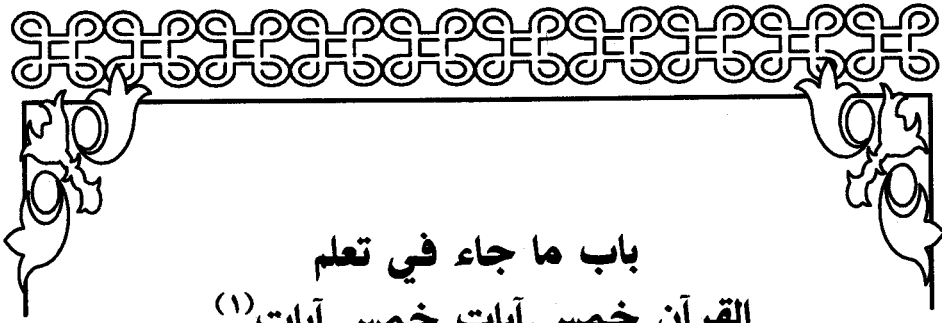 باب ما جاء في تعلم
القرآن خمس آيات خمس آيات(١)